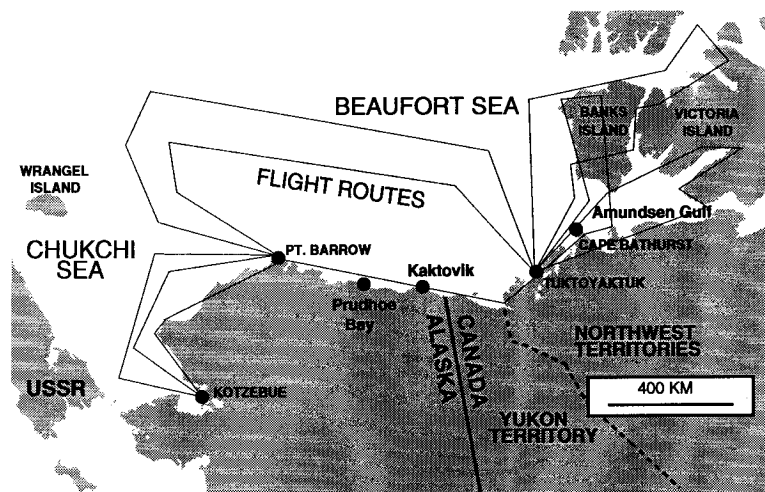 BEAUFORT SEA
BANKS
ISLAND
VICTORIA
ISLAND
WRANGEL
ISLAND
FLIGHT ROUTES
Amundsen Gulf
CHUKCHI
SEA
PT. BARROW
CAPE BATHURST
Kaktovik
TUKTOYAKTUK
Prudhoe
Bay
ALASKA
CANADA
NORTHWEST
TERRITORIES
USSR
KOTZEBUE
400 KM
YUKON
TERRITORY